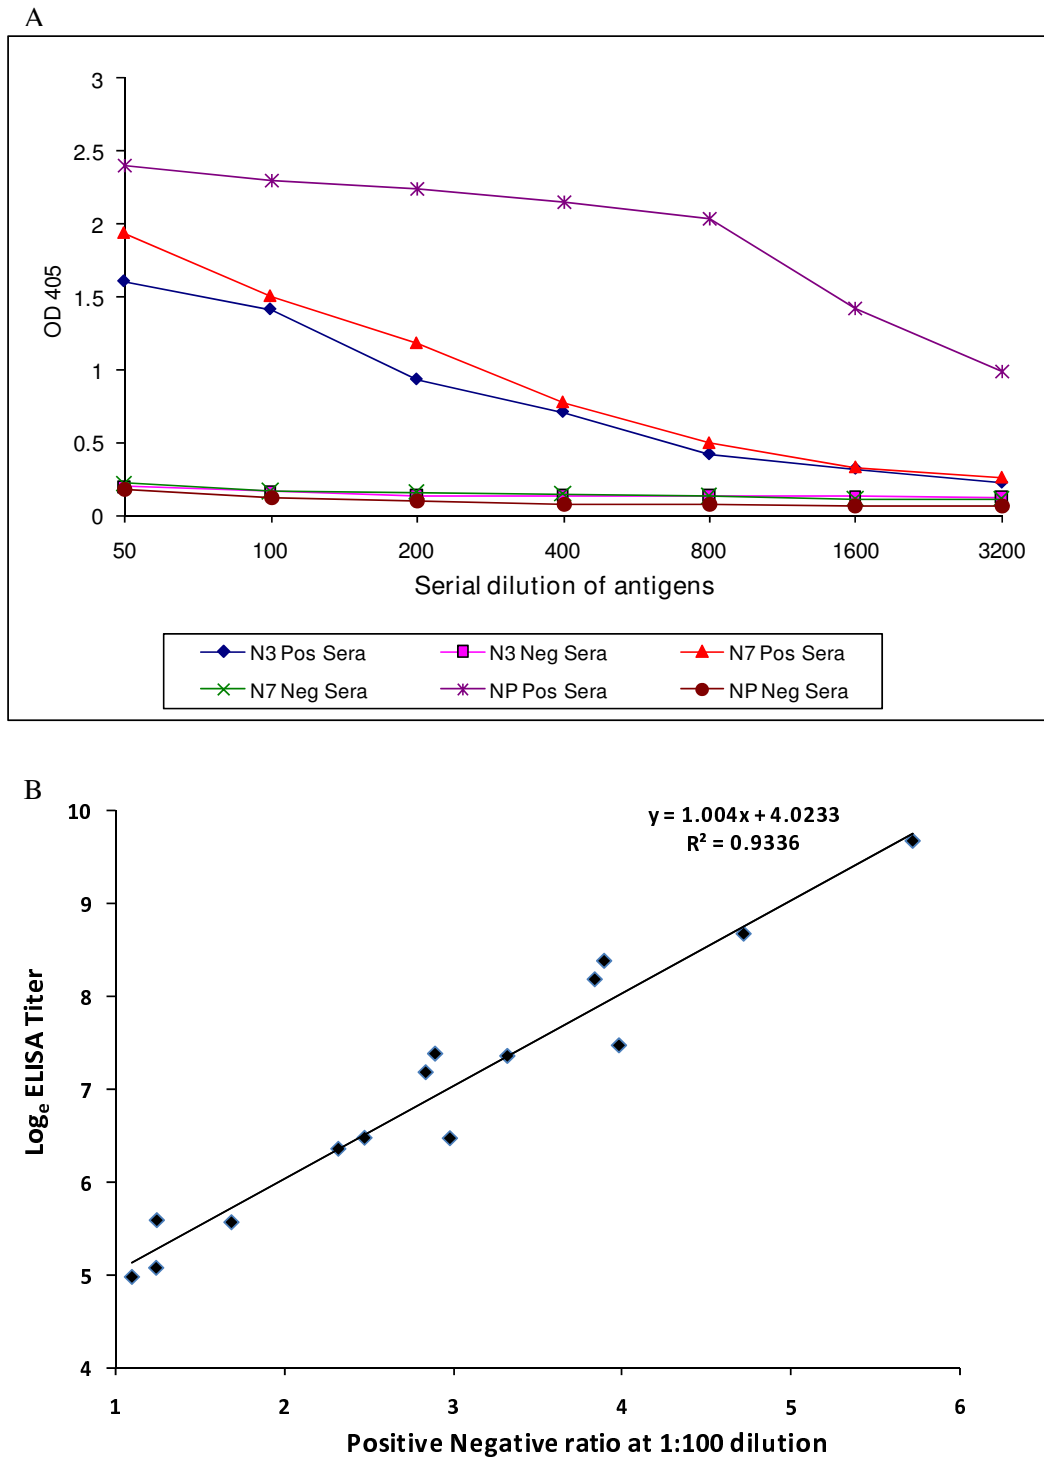 A
3
2.5
2
1.5
1
0.5
0
OD 405
50 100 200 400 800 1600 3200
Serial dilution of antigens
N3 Pos Sera N3 Neg Sera N7 Pos Sera
N7 Neg Sera NP Pos Sera NP Neg Sera
B
y = 1.004x + 4.0233
R² = 0.9336
10
9
8
7
6
5
4
Logₑ ELISA Titer
1 2 3 4 5 6
Positive Negative ratio at 1:100 dilution